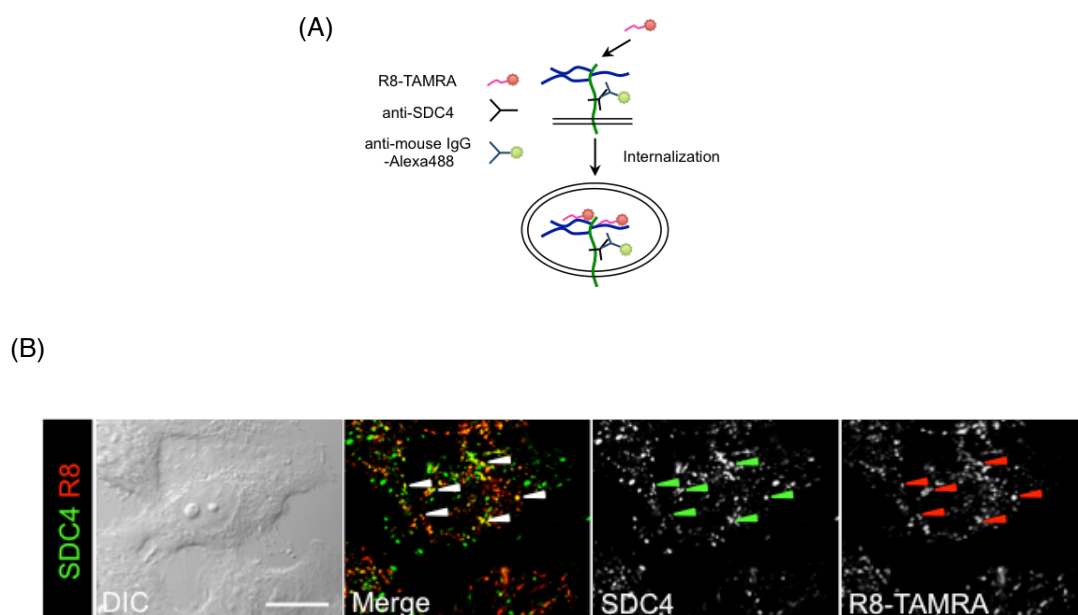 (A)
R8-TAMRA
anti-SDC4
anti-mouse IgG
-Alexa488
Internalization
(B)
SDC4 R8
DIC
Merge
SDC4
R8-TAMRA